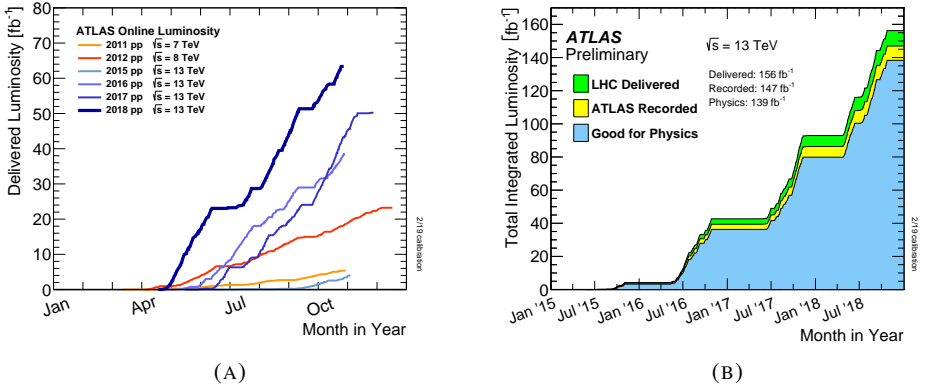 Delivered Luminosity [fb⁻¹]
80
70
60
50
40
30
20
10
0
ATLAS Online Luminosity
2011 pp √s = 7 TeV
2012 pp √s = 8 TeV
2015 pp √s = 13 TeV
2016 pp √s = 13 TeV
2017 pp √s = 13 TeV
2018 pp √s = 13 TeV
Jan Apr Jul Oct
Month in Year
2/19 calibration
(A)
Total Integrated Luminosity [fb⁻¹]
160
140
120
100
80
60
40
20
0
ATLAS
Preliminary
√s = 13 TeV
LHC Delivered
ATLAS Recorded
Good for Physics
Delivered: 156 fb⁻¹
Recorded: 147 fb⁻¹
Physics: 139 fb⁻¹
Jan '15 Jul '15 Jan '16 Jul '16 Jan '17 Jul '17 Jan '18 Jul '18
Month in Year
2/19 calibration
(B)